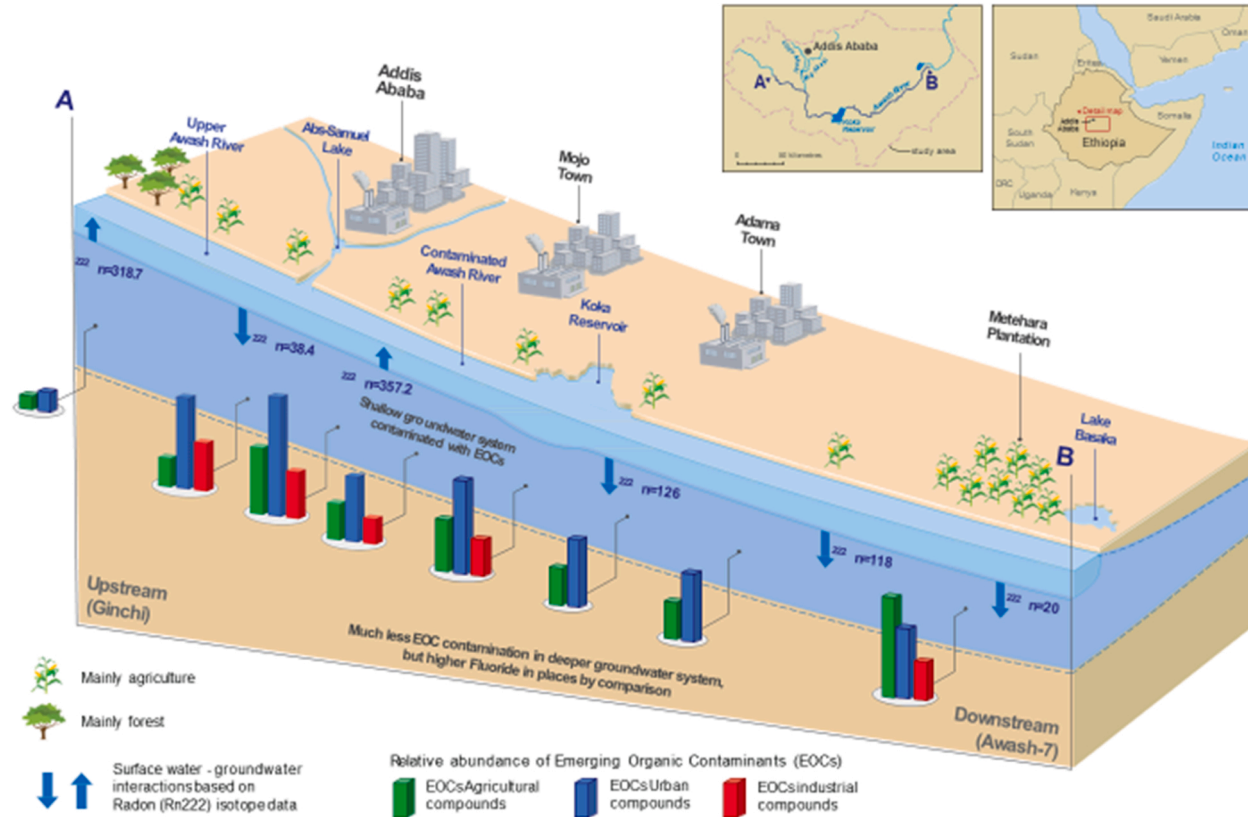 Addis Ababa
A
B
Awash River
Koka
Reservoir
study area
0
kilometres
Saudi Arabia
Oman
Sudan
Eritrea
Yemen
Detail map
Addis
Ababa
Somalia
South
Sudan
Ethiopia
Indian
Ocean
DRC
Uganda
Kenya
A
Addis
Ababa
Upper
Awash River
Abs-Samuel
Lake
Mojo
Town
Adama
Town
Contaminated
Awash River
Koka
Reservoir
Metehara
Plantation
Lake
Basaka
B
222 n=318.7
222 n=38.4
222 n=357.2
Shallow groundwater system
contaminated with EOCs
222 n=126
222 n=118
222 n=20
Upstream
(Ginchi)
Much less EOC contamination in deeper groundwater system,
but higher Fluoride in places by comparison
Downstream
(Awash-7)
Mainly agriculture
Mainly forest
Surface water - groundwater
interactions based on
Radon (Rn222) isotope data
Relative abundance of Emerging Organic Contaminants (EOCs)
EOCs Agricultural
compounds
EOCs Urban
compounds
EOCs industrial
compounds